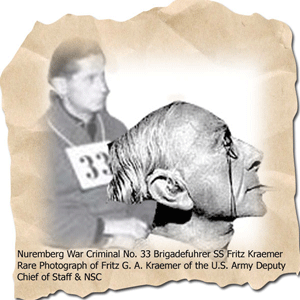 33
Nuremberg War Criminal No. 33 Brigadefuhrer SS Fritz Kraemer
Rare Photograph of Fritz G. A. Kraemer of the U.S. Army Deputy
Chief of Staff & NSC